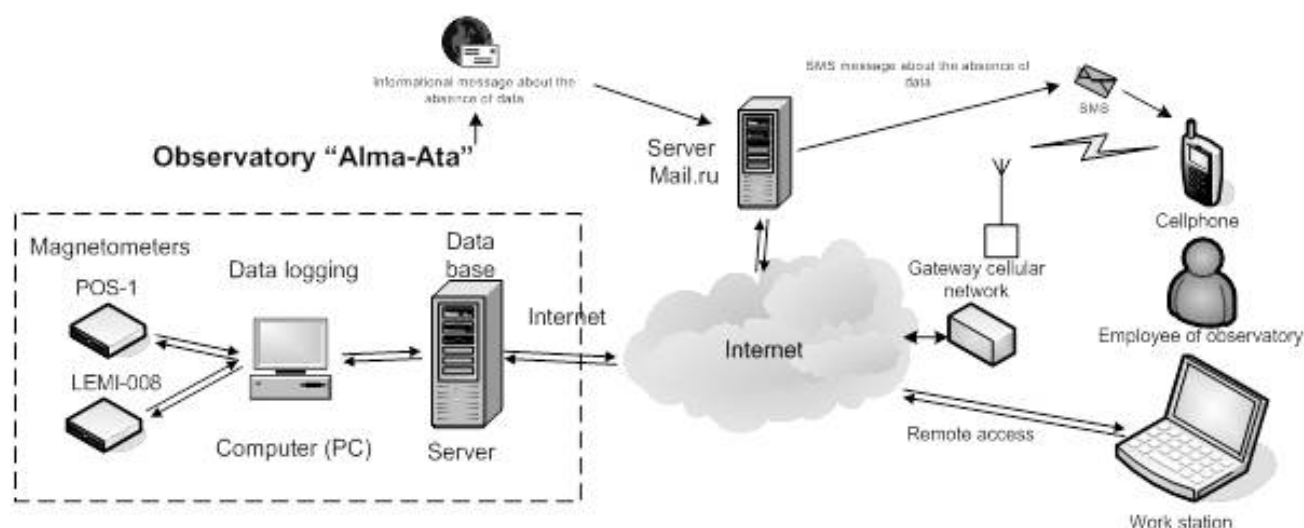 Informational message about the
absence of data
SMS message about the absence of
data
SMS
Observatory “Alma-Ata”
Server
Mail.ru
Cellphone
Magnetometers
POS-1
LEMI-008
Data logging
Computer (PC)
Data
base
Server
Internet
Internet
Gateway cellular
network
Employee of observatory
Remote access
Work station